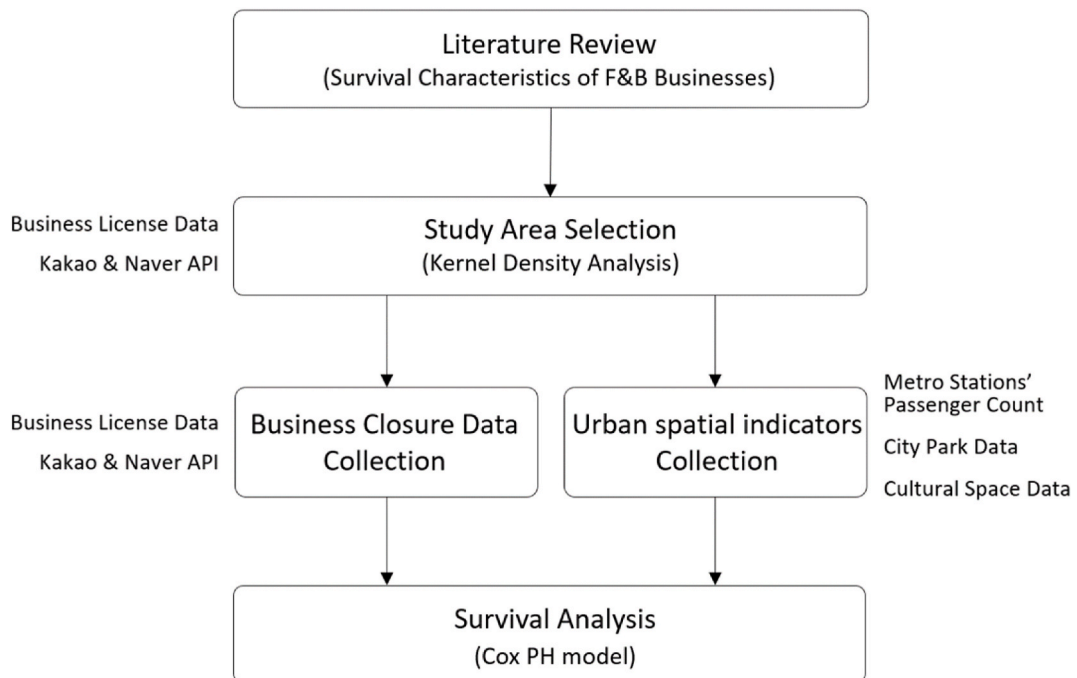 Literature Review
(Survival Characteristics of F&B Businesses)
Business License Data
Kakao & Naver API
Study Area Selection
(Kernel Density Analysis)
Business License Data
Kakao & Naver API
Business Closure Data
Collection
Urban spatial indicators
Collection
Metro Stations’
Passenger Count
City Park Data
Cultural Space Data
Survival Analysis
(Cox PH model)